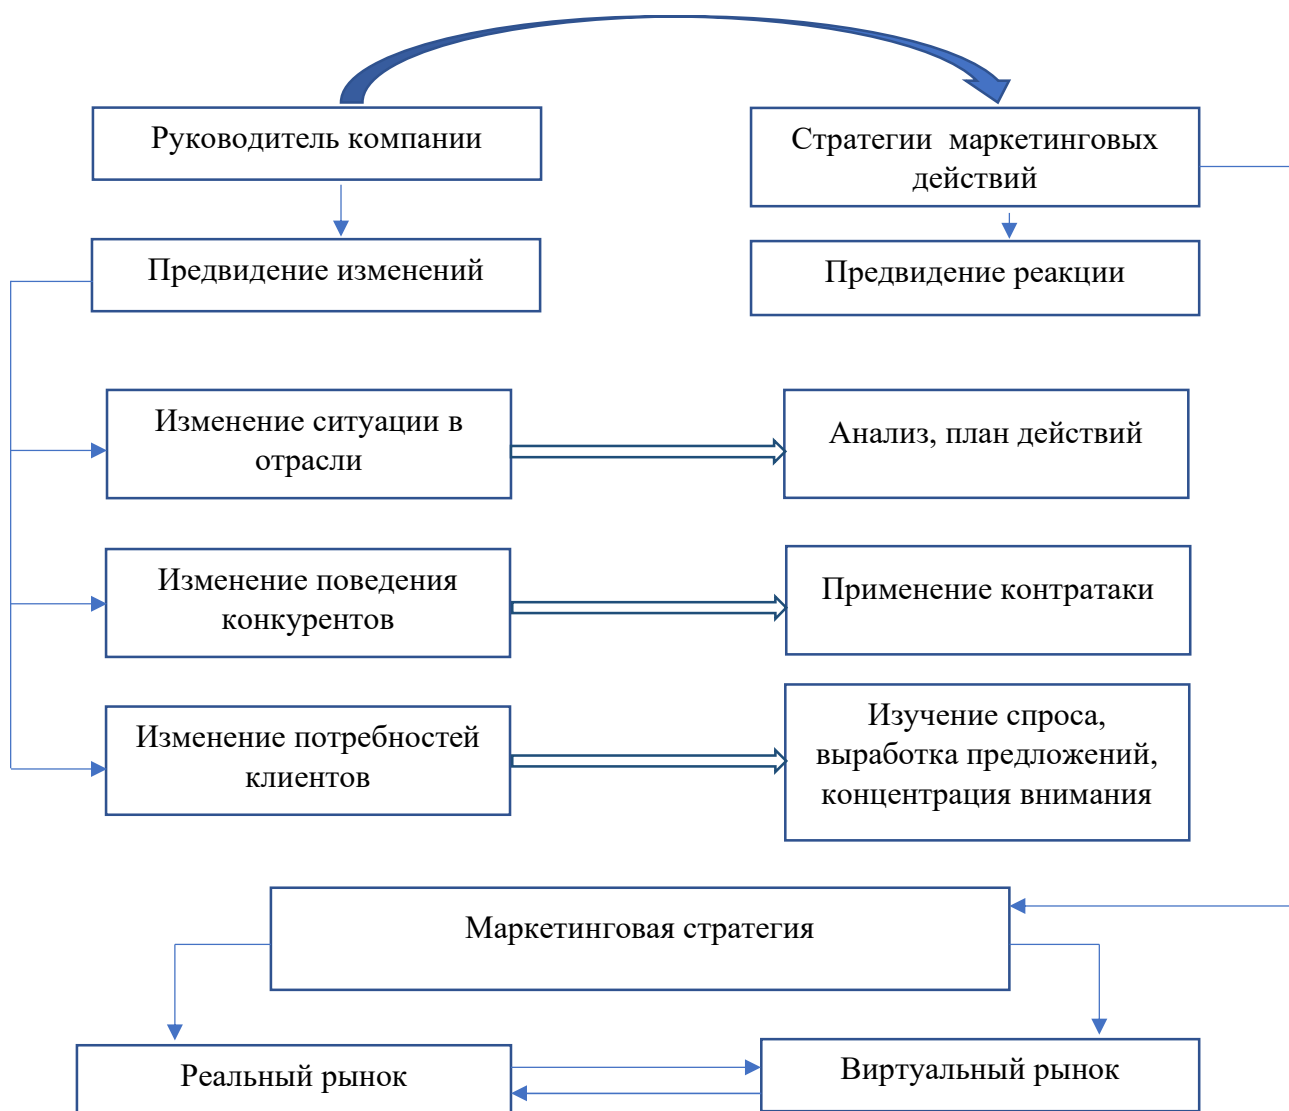 Руководитель компании
Стратегии маркетинговых
действий
Предвидение изменений
Предвидение реакции
Изменение ситуации в
отрасли
Анализ, план действий
Изменение поведения
конкурентов
Применение контратаки
Изменение потребностей
клиентов
Изучение спроса,
выработка предложений,
концентрация внимания
Маркетинговая стратегия
Реальный рынок
Виртуальный рынок